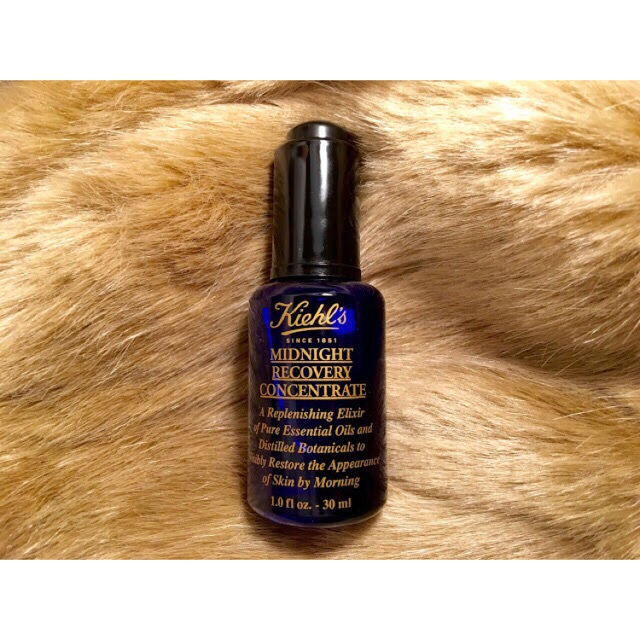 Kiehl's
SINCE 1851
MIDNIGHT
RECOVERY
CONCENTRATE
A Replenishing Elixir
of Pure Essential Oils and
Distilled Botanicals to
Restore the Appearance
of Skin by Morning
1.0 fl oz. - 30 ml